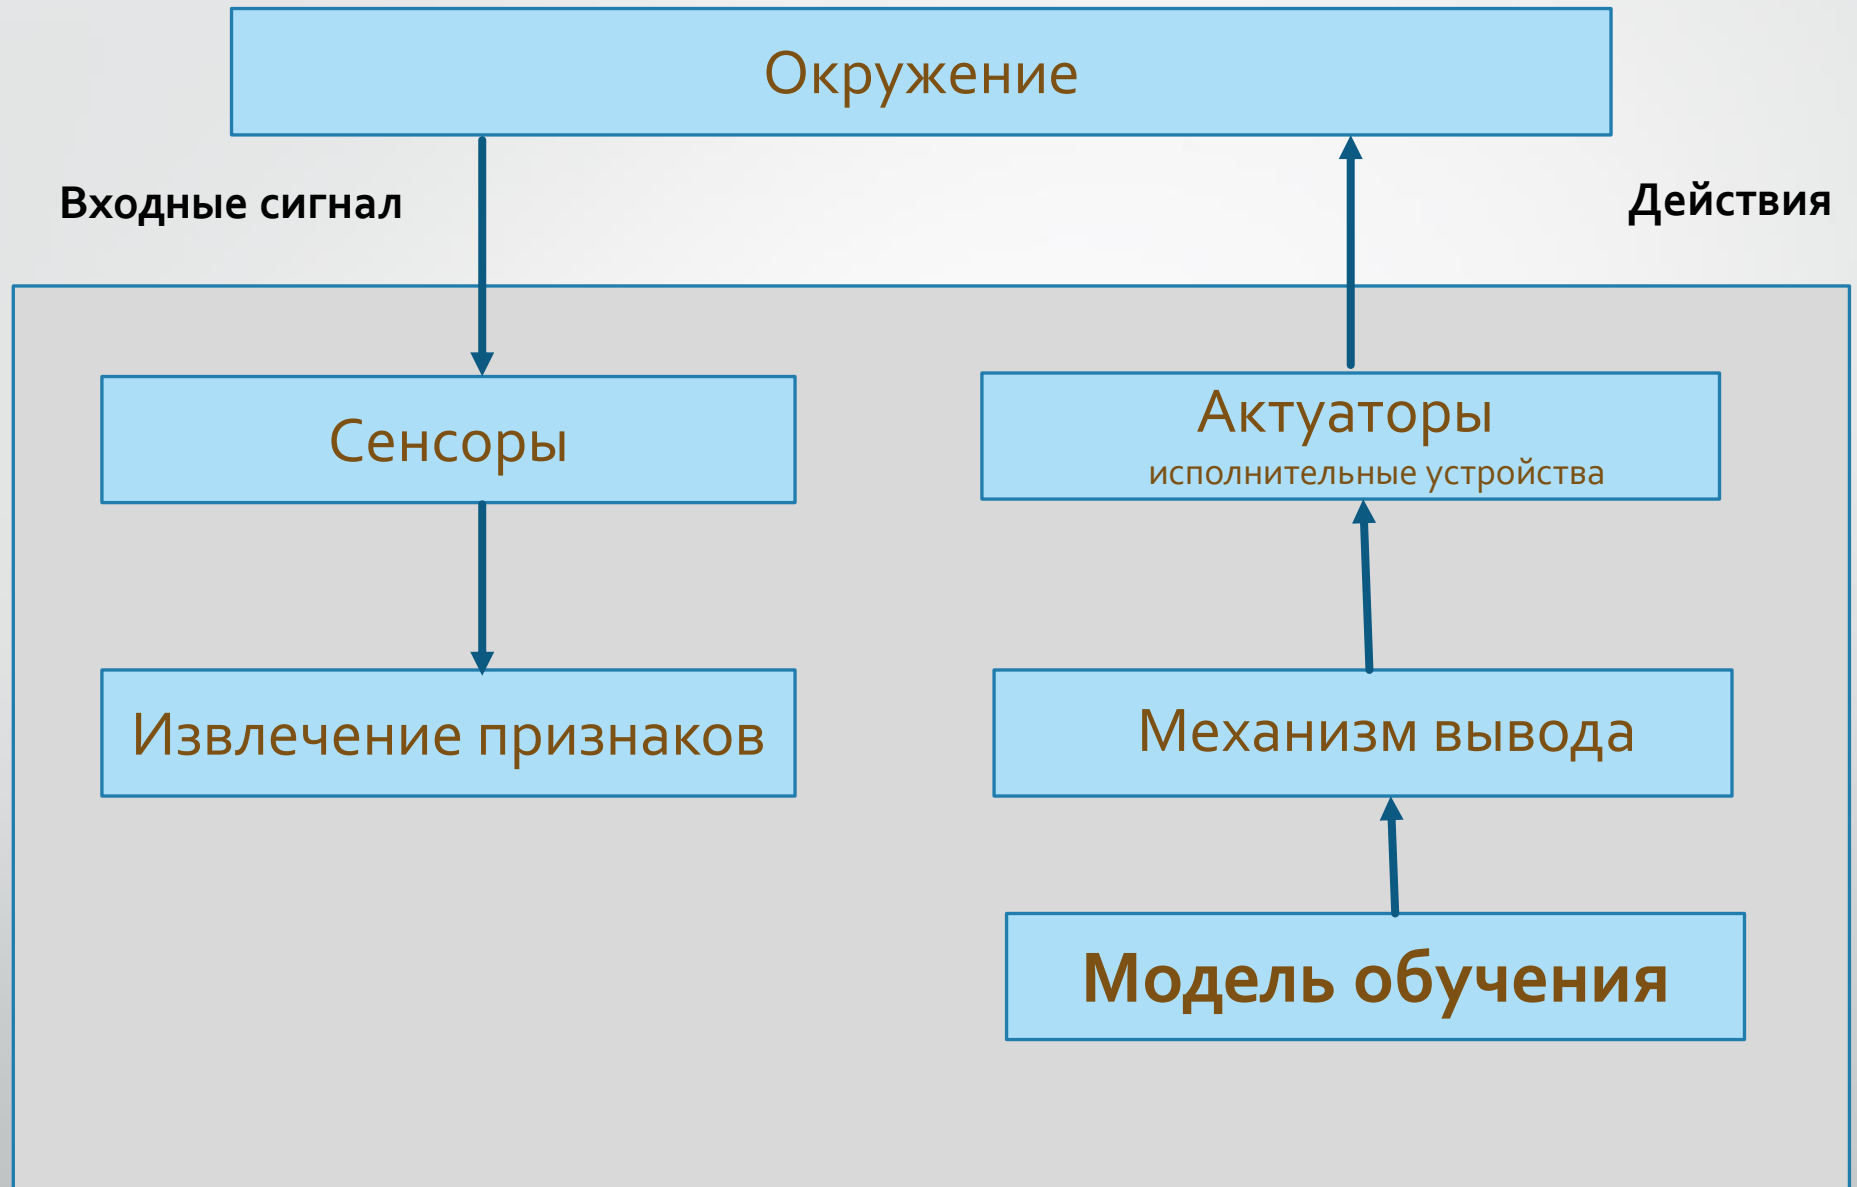 Окружение
Входные сигнал
Действия
Сенсоры
Актуаторы
исполнительные устройства
Извлечение признаков
Механизм вывода
Модель обучения